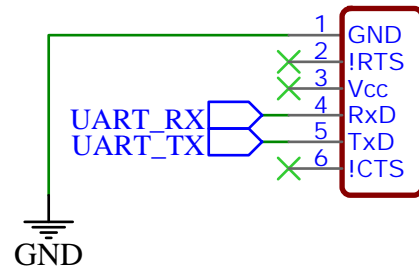 1 GND
2 !RTS
3 Vcc
UART_RX 4 RxD
UART_TX 5 TxD
6 !CTS
GND